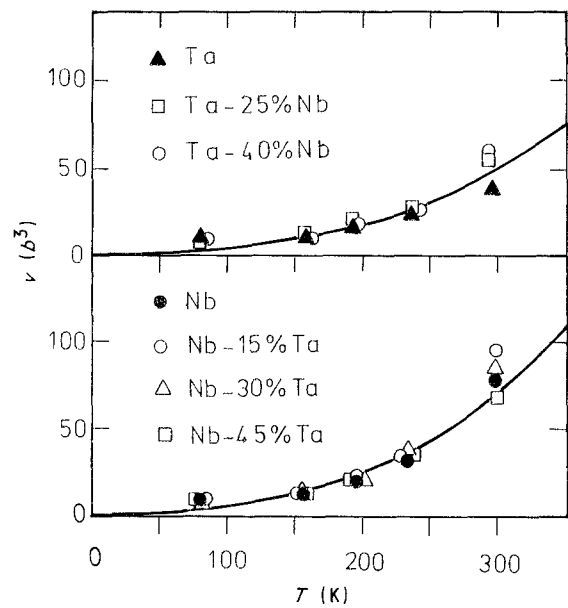 100
▲ Ta
□ Ta-25%Nb
○ Ta-40%Nb
50
0
v (b³)
● Nb
○ Nb-15%Ta
△ Nb-30%Ta
□ Nb-45%Ta
100
50
0
0 100 200 300
T (K)